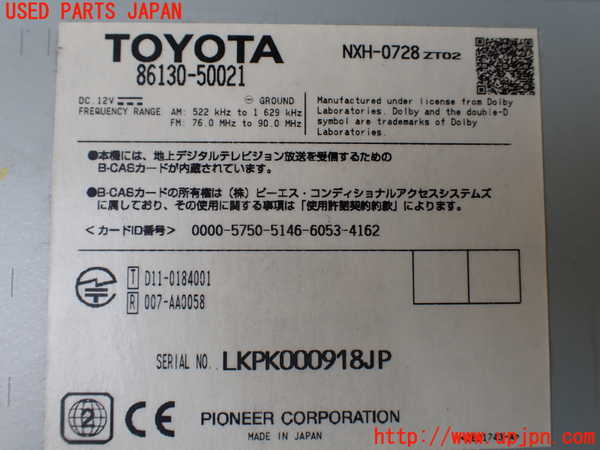 USED PARTS JAPAN
TOYOTA
86130-50021
NXH-0728 ZT02
DC.12V
⊖ GROUND
FREQUENCY RANGE AM: 522 kHz to 1 629 kHz
FM: 76.0 MHz to 90.0 MHz
Manufactured under license from Dolby
Laboratories. Dolby and the double-D
symbol are trademarks of Dolby
Laboratories.
●本機には、地上デジタルテレビジョン放送を受信するための
B-CASカードが内蔵されています。
●B-CASカードの所有権は(株)ビーエス・コンディショナルアクセスシステムズ
に属しており、その使用に関する事項は「使用許諾契約約款」によります。
<カードID番号> 0000-5750-5146-6053-4162
T D11-0184001
R 007-AA0058
SERIAL NO. LKPK000918JP
2 CE PIONEER CORPORATION
MADE IN JAPAN
http://www.upjpn.com/